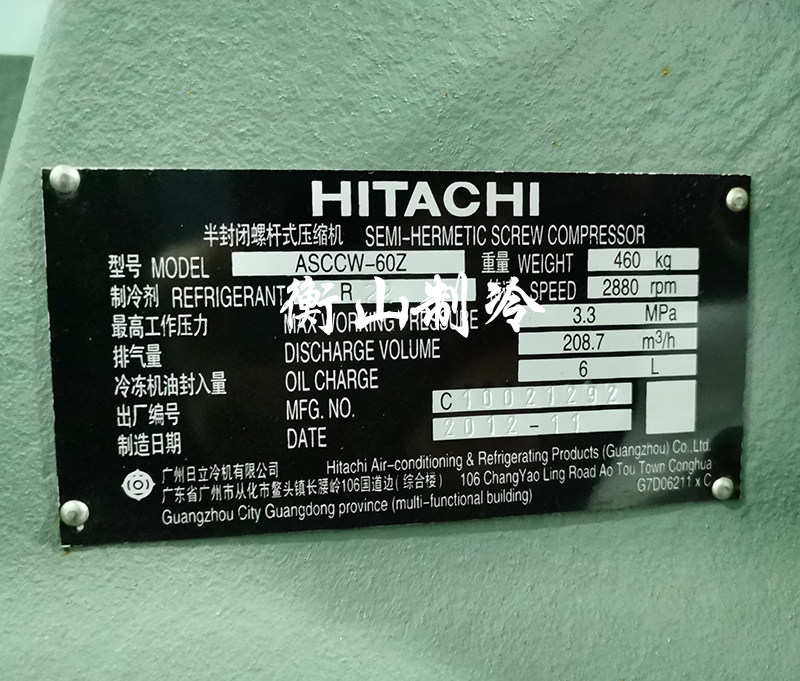 HITACHI
半封闭螺杆式压缩机 SEMI-HERMETIC SCREW COMPRESSOR
型号 MODEL ASCCW-60Z 重量 WEIGHT 460 kg
制冷剂 REFRIGERANT R SPEED 2880 rpm
衡山制冷
最高工作压力 MAX WORKING PRESSURE 3.3 MPa
排气量 DISCHARGE VOLUME 208.7 m³/h
冷冻机油封入量 OIL CHARGE 6 L
出厂编号 MFG. NO. C10021292
制造日期 DATE 2012-11
广州日立冷机有限公司 Hitachi Air-conditioning & Refrigerating Products (Guangzhou) Co.,Ltd.
广东省广州市从化市鳌头镇长腰岭106国道边(综合楼) 106 ChangYao Ling Road Ao Tou Town Conghua
Guangzhou City Guangdong province (multi-functional building) G7D06211 x C